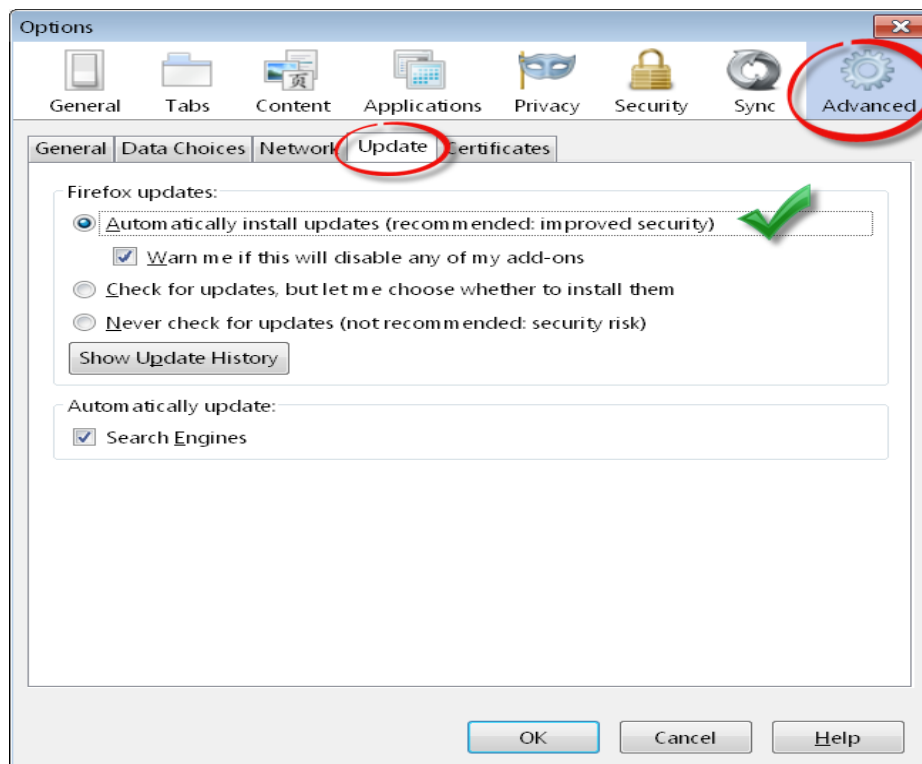 Options
General Tabs Content Applications Privacy Security Sync Advanced
General Data Choices Network Update Certificates
Firefox updates:
Automatically install updates (recommended: improved security)
Warn me if this will disable any of my add-ons
Check for updates, but let me choose whether to install them
Never check for updates (not recommended: security risk)
Show Update History
Automatically update:
Search Engines
OK Cancel Help